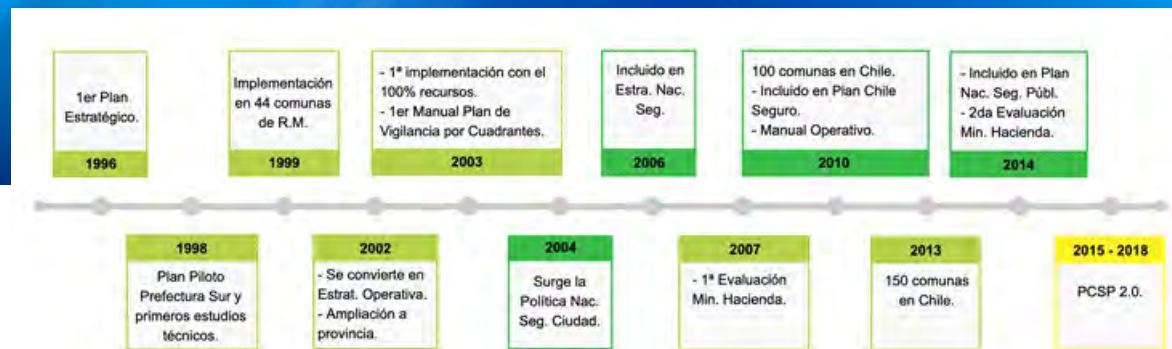 1er Plan
Estratégico.
1996
Implementación
en 44 comunas
de R.M.
1999
- 1ª implementación con el
100% recursos.
- 1er Manual Plan de
Vigilancia por Cuadrantes.
2003
Incluido en
Estra. Nac.
Seg.
2006
100 comunas en Chile.
- Incluido en Plan Chile
Seguro.
- Manual Operativo.
2010
- Incluido en Plan
Nac. Seg. Públ.
- 2da Evaluación
Min. Hacienda.
2014
1998
Plan Piloto
Prefectura Sur y
primeros estudios
técnicos.
2002
- Se convierte en
Estrat. Operativa.
- Ampliación a
provincia.
2004
Surge la
Política Nac.
Seg. Ciudad.
2007
- 1ª Evaluación
Min. Hacienda.
2013
150 comunas
en Chile.
2015 - 2018
PCSP 2.0.